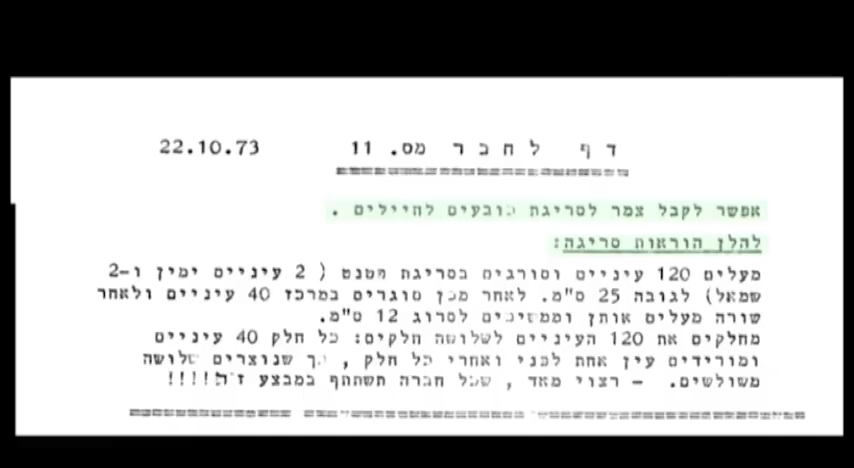 דף לחבר מס. 11 22.10.73
אפשר לקבל צמר לסריגת כובעים לחיילים .
להלן הוראות סריגה:
מעלים 120 עיניים וסורגים בסריגת פטנט ( 2 עיניים ימין ו-2
שמאל) לגובה 25 ס"מ. לאחר מכן סוגרים במרכז 40 עיניים ולאחר
שורה מעלים אותן וממשיכים לסרוג 12 ס"מ.
מחלקים את 120 העיניים לשלושה חלקים: כל חלק 40 עיניים
ומורידים עין אחת לפני ואחרי כל חלק , כך שנוצרים שלושה
משולשים. - רצוי מאד , שכל חברה תשתתף במבצע זה!!!!